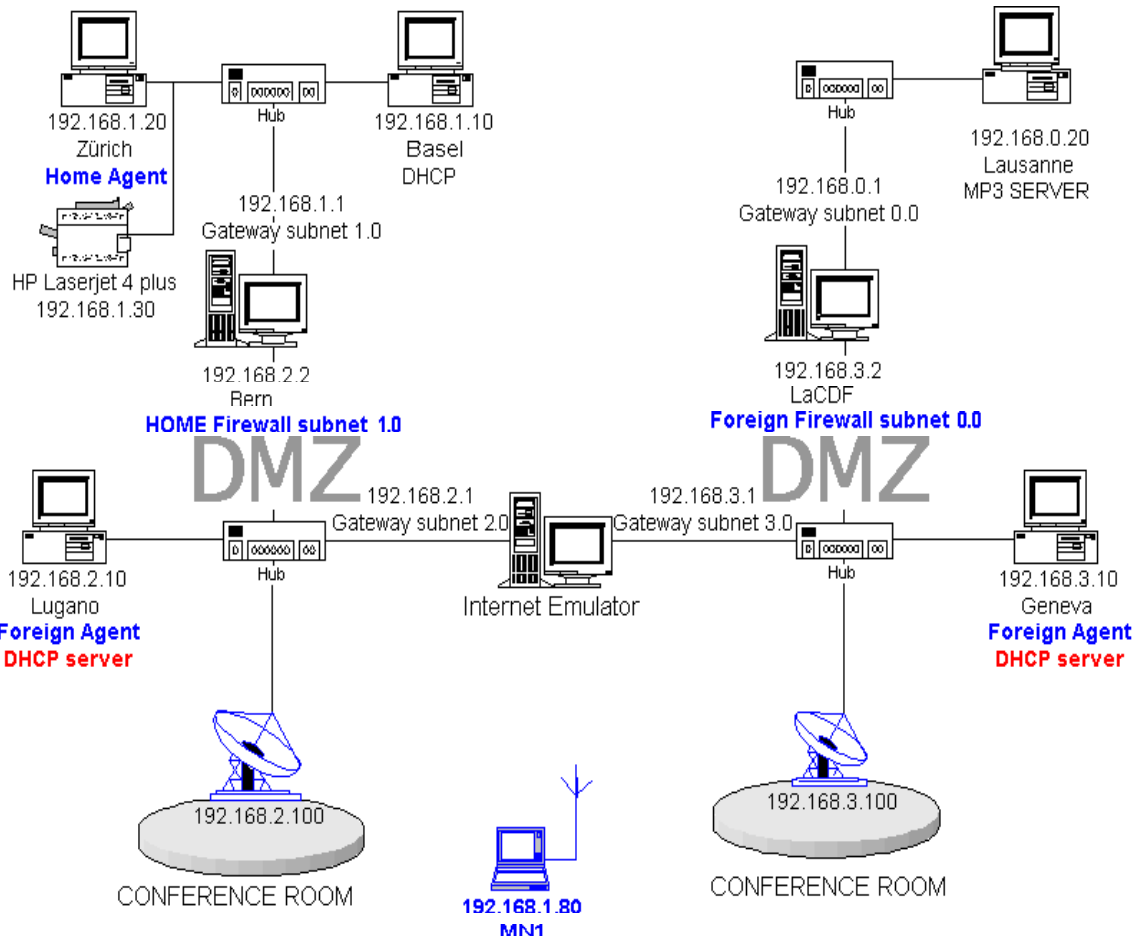 192.168.1.20
Zürich
Home Agent
Hub
192.168.1.10
Basel
DHCP
HP Laserjet 4 plus
192.168.1.30
192.168.1.1
Gateway subnet 1.0
192.168.2.2
Bern
HOME Firewall subnet 1.0
DMZ
Hub
192.168.0.20
Lausanne
MP3 SERVER
192.168.0.1
Gateway subnet 0.0
192.168.3.2
LaCDF
Foreign Firewall subnet 0.0
DMZ
192.168.2.1
Gateway subnet 2.0
192.168.3.1
Gateway subnet 3.0
192.168.2.10
Lugano
Foreign Agent
DHCP server
Hub
Internet Emulator
Hub
192.168.3.10
Geneva
Foreign Agent
DHCP server
192.168.2.100
CONFERENCE ROOM
192.168.1.80
MN1
192.168.3.100
CONFERENCE ROOM